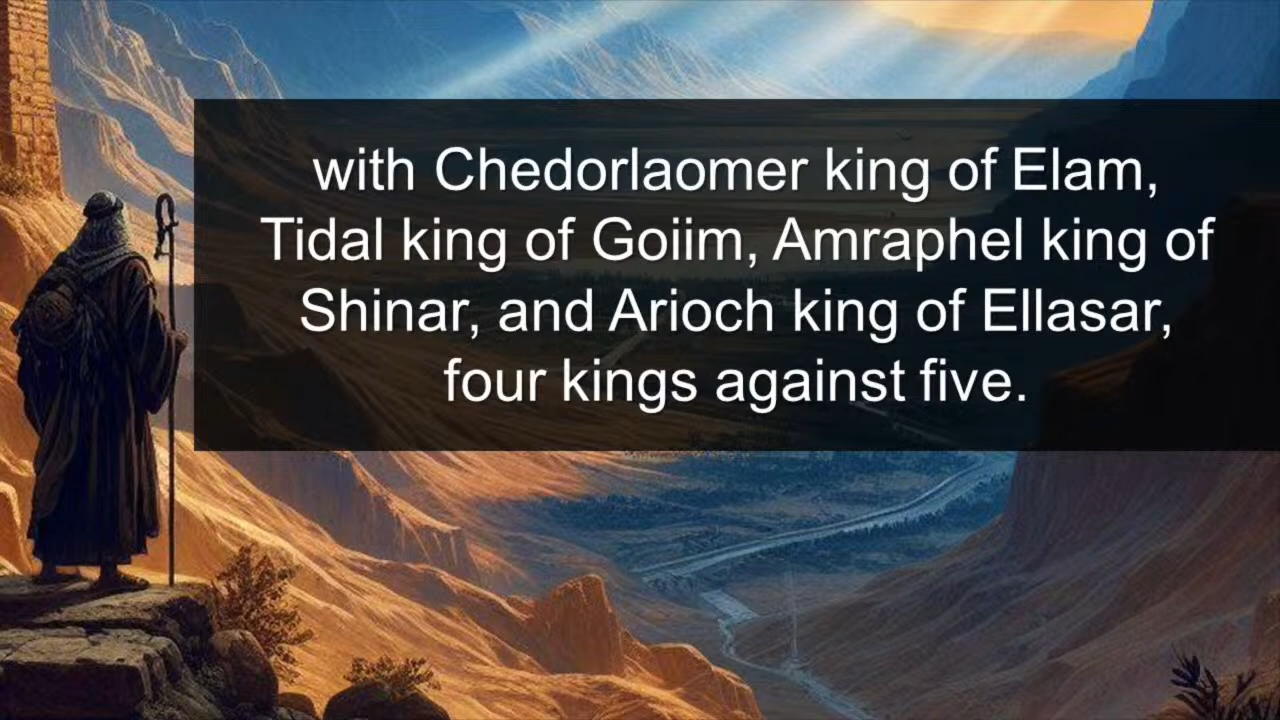 with Chedorlaomer king of Elam,
Tidal king of Goiim, Amraphel king of
Shinar, and Arioch king of Ellasar,
four kings against five.